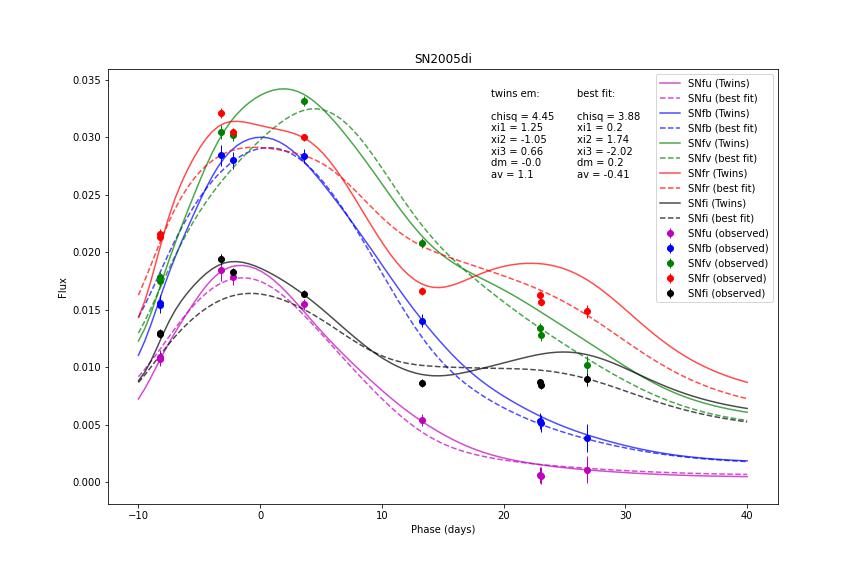 SN2005di
twins em:
best fit:
chisq = 4.45
chisq = 3.88
xi1 = 1.25
xi1 = 0.2
xi2 = -1.05
xi2 = 1.74
xi3 = 0.66
xi3 = -2.02
dm = -0.0
dm = 0.2
av = 1.1
av = -0.41
SNfu (Twins)
SNfu (best fit)
SNfb (Twins)
SNfb (best fit)
SNfv (Twins)
SNfv (best fit)
SNfr (Twins)
SNfr (best fit)
SNfi (Twins)
SNfi (best fit)
SNfu (observed)
SNfb (observed)
SNfv (observed)
SNfr (observed)
SNfi (observed)
Flux
0.035
0.030
0.025
0.020
0.015
0.010
0.005
0.000
−10
0
10
20
30
40
Phase (days)